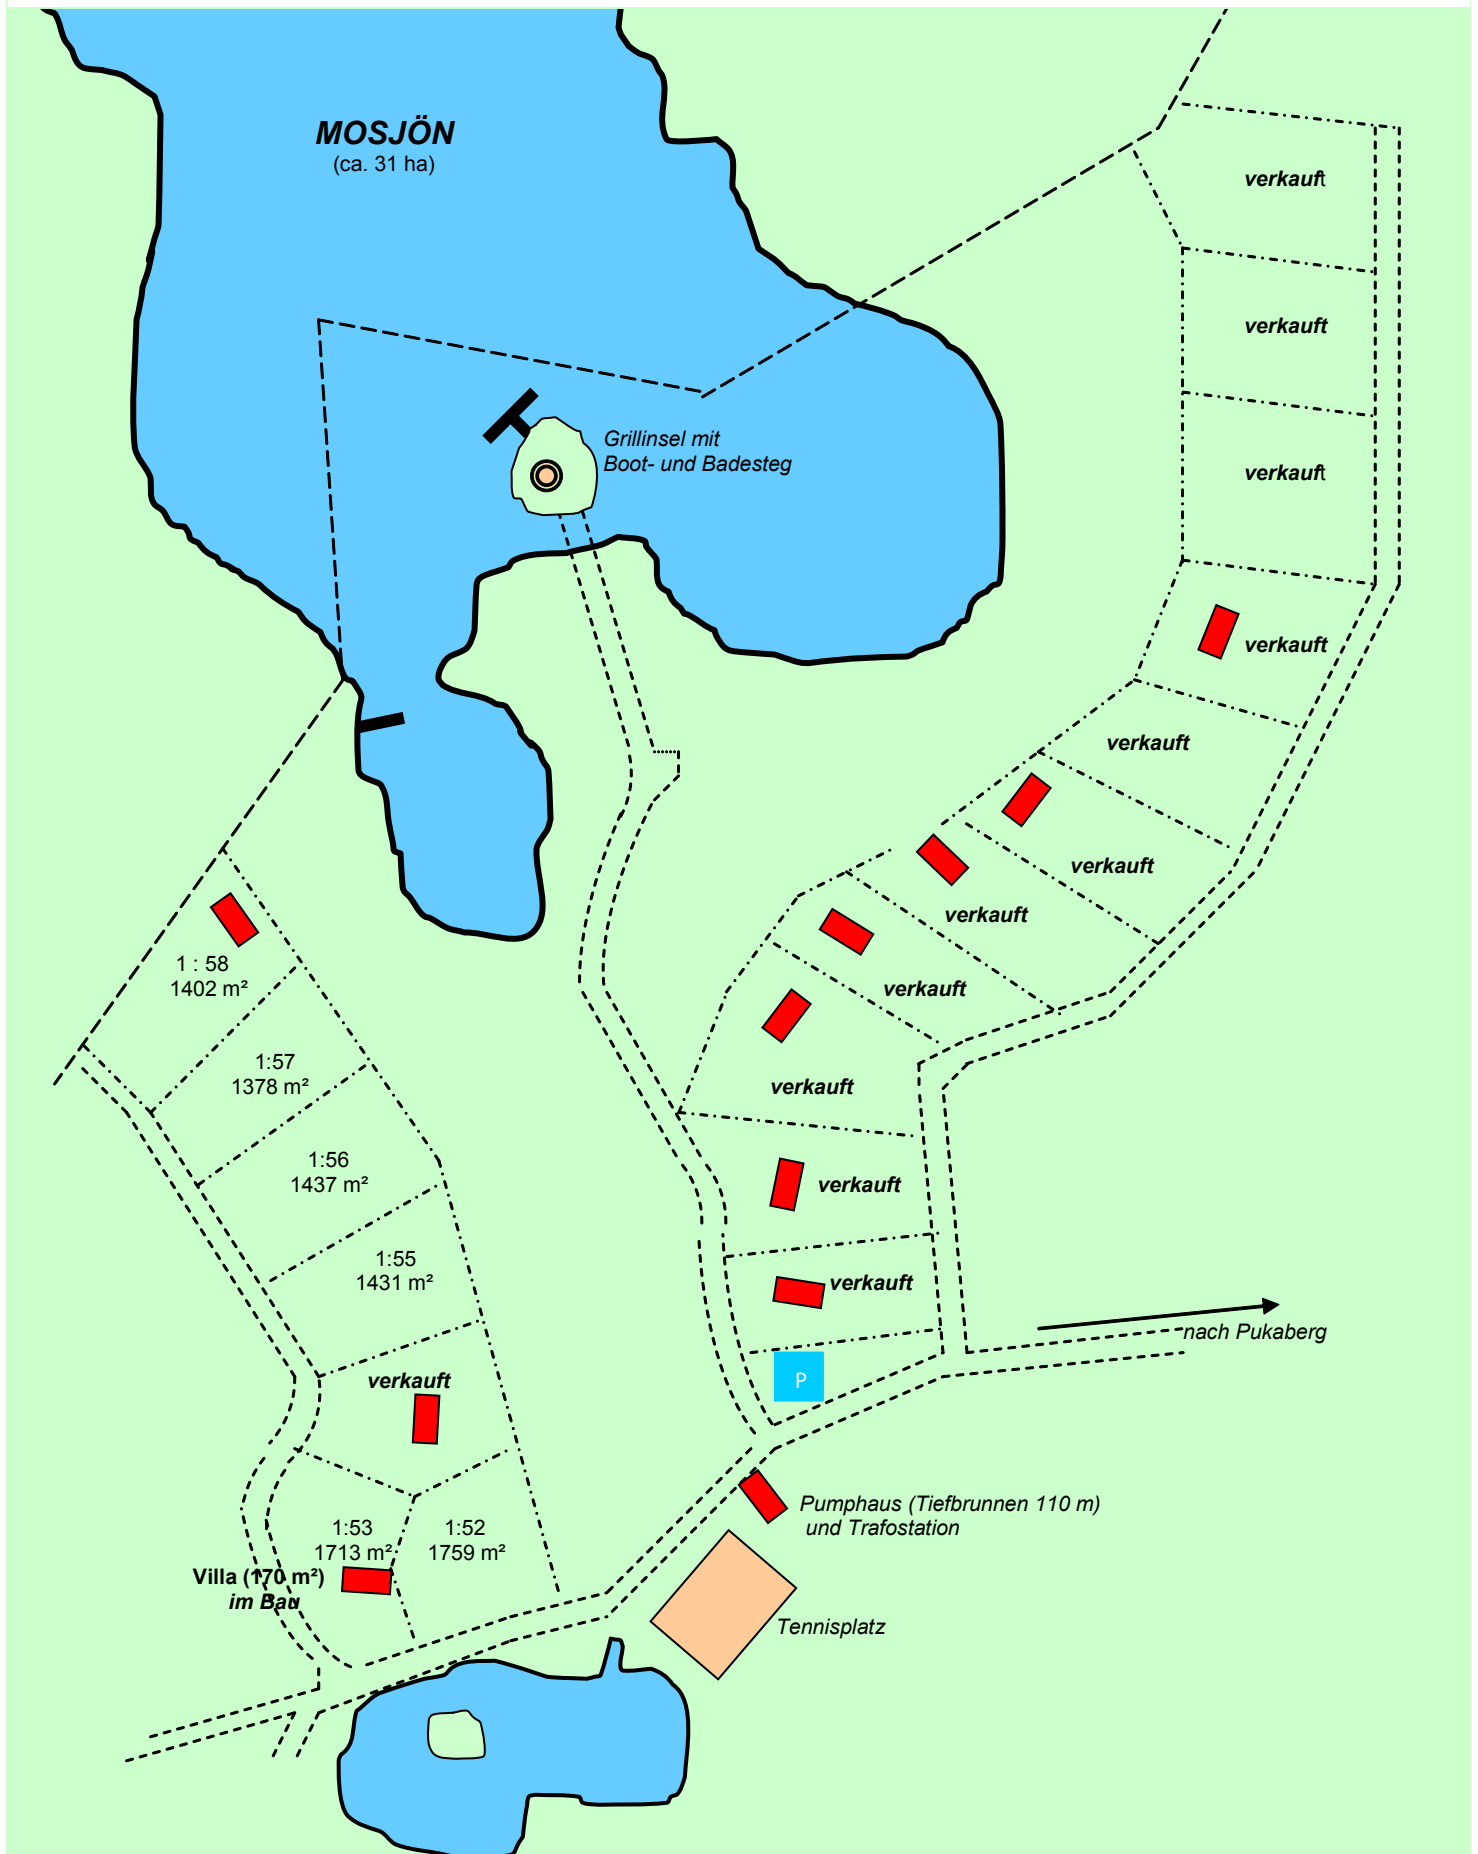 MOSJÖN
(ca. 31 ha)
verkauft
verkauft
Grillinsel mit
Boot- und Badesteg
verkauft
verkauft
verkauft
verkauft
verkauft
1 : 58
1402 m²
verkauft
1:57
1378 m²
verkauft
1:56
1437 m²
verkauft
1:55
1431 m²
verkauft
nach Pukaberg
verkauft
P
Pumphaus (Tiefbrunnen 110 m)
und Trafostation
1:53
1713 m²
1:52
1759 m²
Villa (170 m²)
im Bau
Tennisplatz